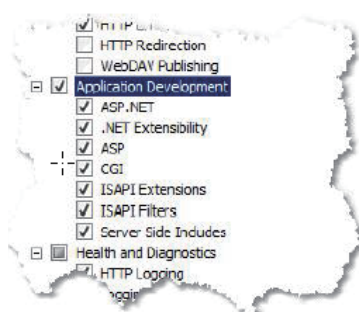 HTTP
HTTP Redirection
WebDAV Publishing
Application Development
ASP.NET
.NET Extensibility
ASP
CGI
ISAPI Extensions
ISAPI Filters
Server Side Includes
Health and Diagnostics
HTTP Logging